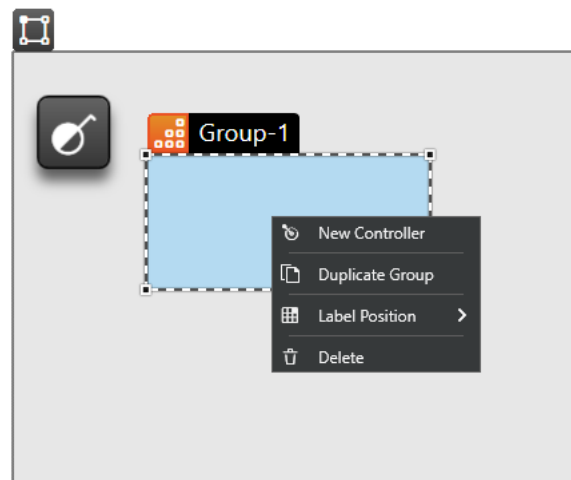 Group-1
New Controller
Duplicate Group
Label Position
Delete